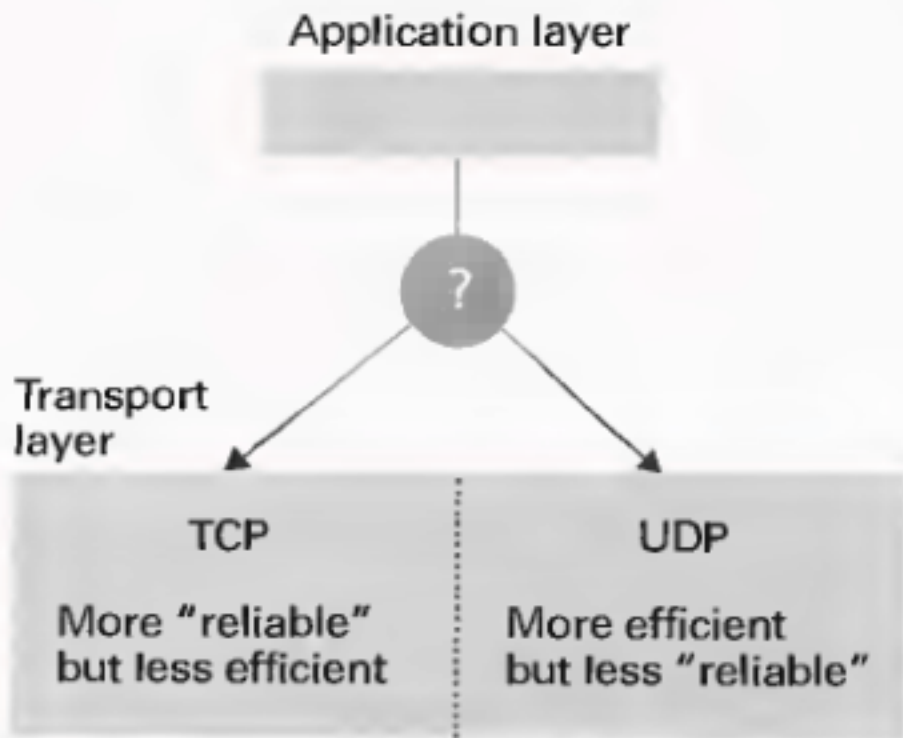 Application layer
?
Transport
layer
TCP
More "reliable"
but less efficient
UDP
More efficient
but less "reliable"